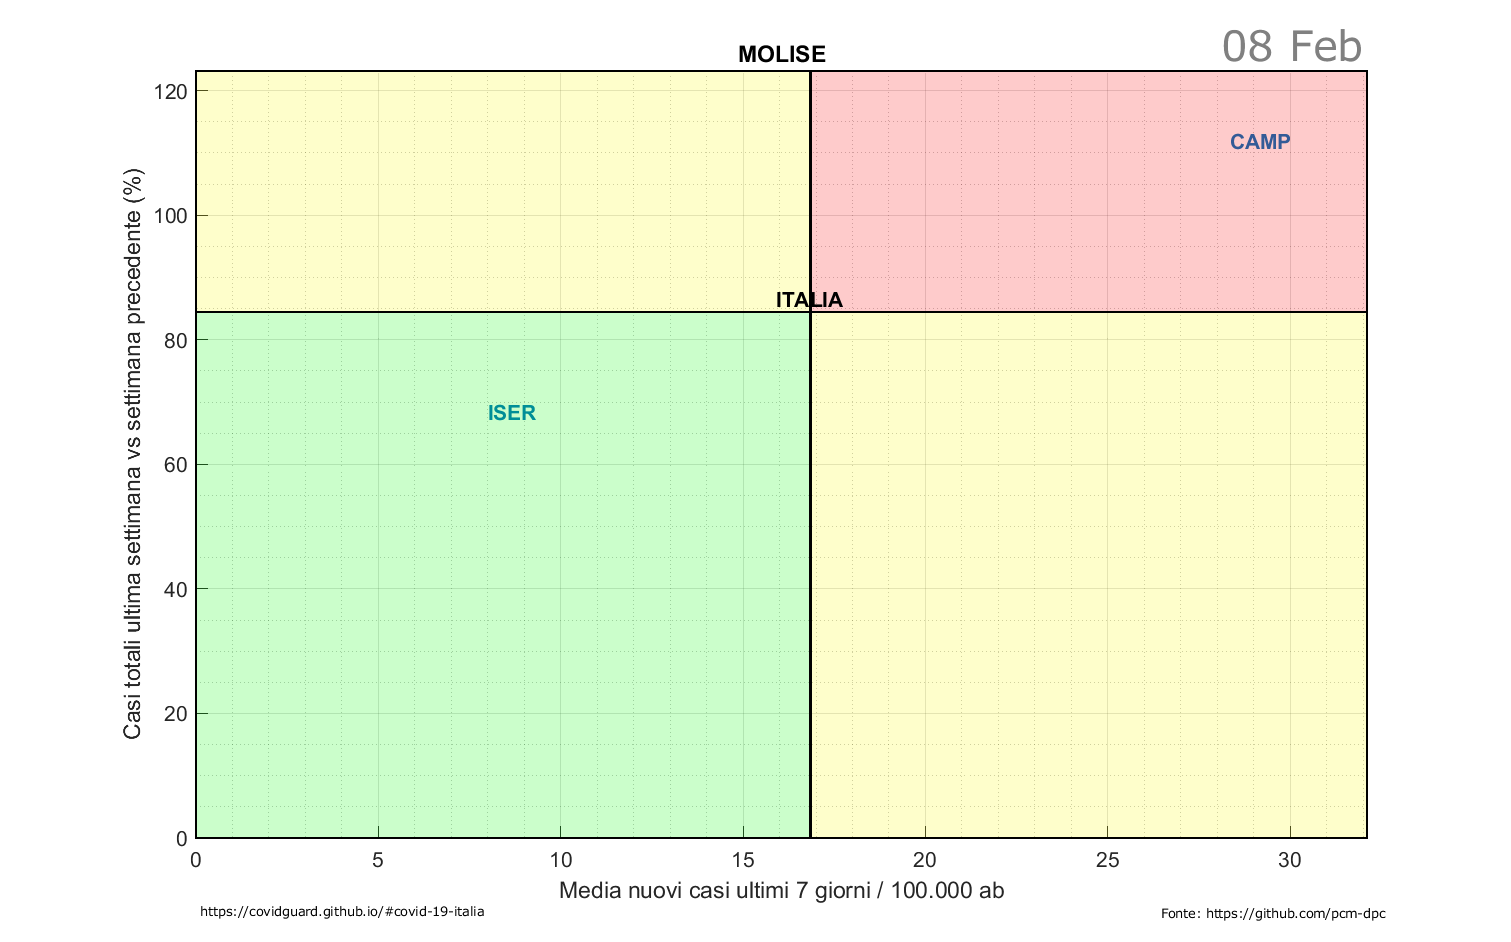 08 Feb
MOLISE
120
100
80
60
40
20
0
Casi totali ultima settimana vs settimana precedente (%)
CAMP
ITALIA
ISER
0 5 10 15 20 25 30
Media nuovi casi ultimi 7 giorni / 100.000 ab
https://covidguard.github.io/#covid-19-italia
Fonte: https://github.com/pcm-dpc